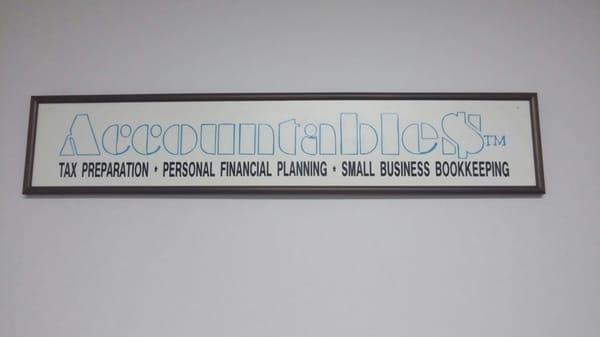 Accountable$™
TAX PREPARATION • PERSONAL FINANCIAL PLANNING • SMALL BUSINESS BOOKKEEPING